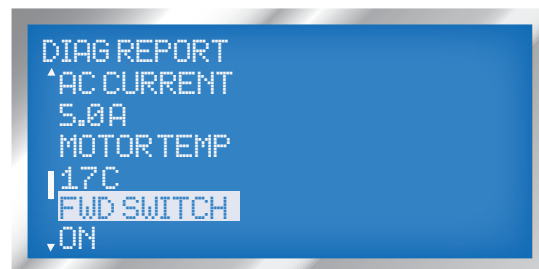 DIAG REPORT
AC CURRENT
5.0A
MOTOR TEMP
17C
FWD SWITCH
ON